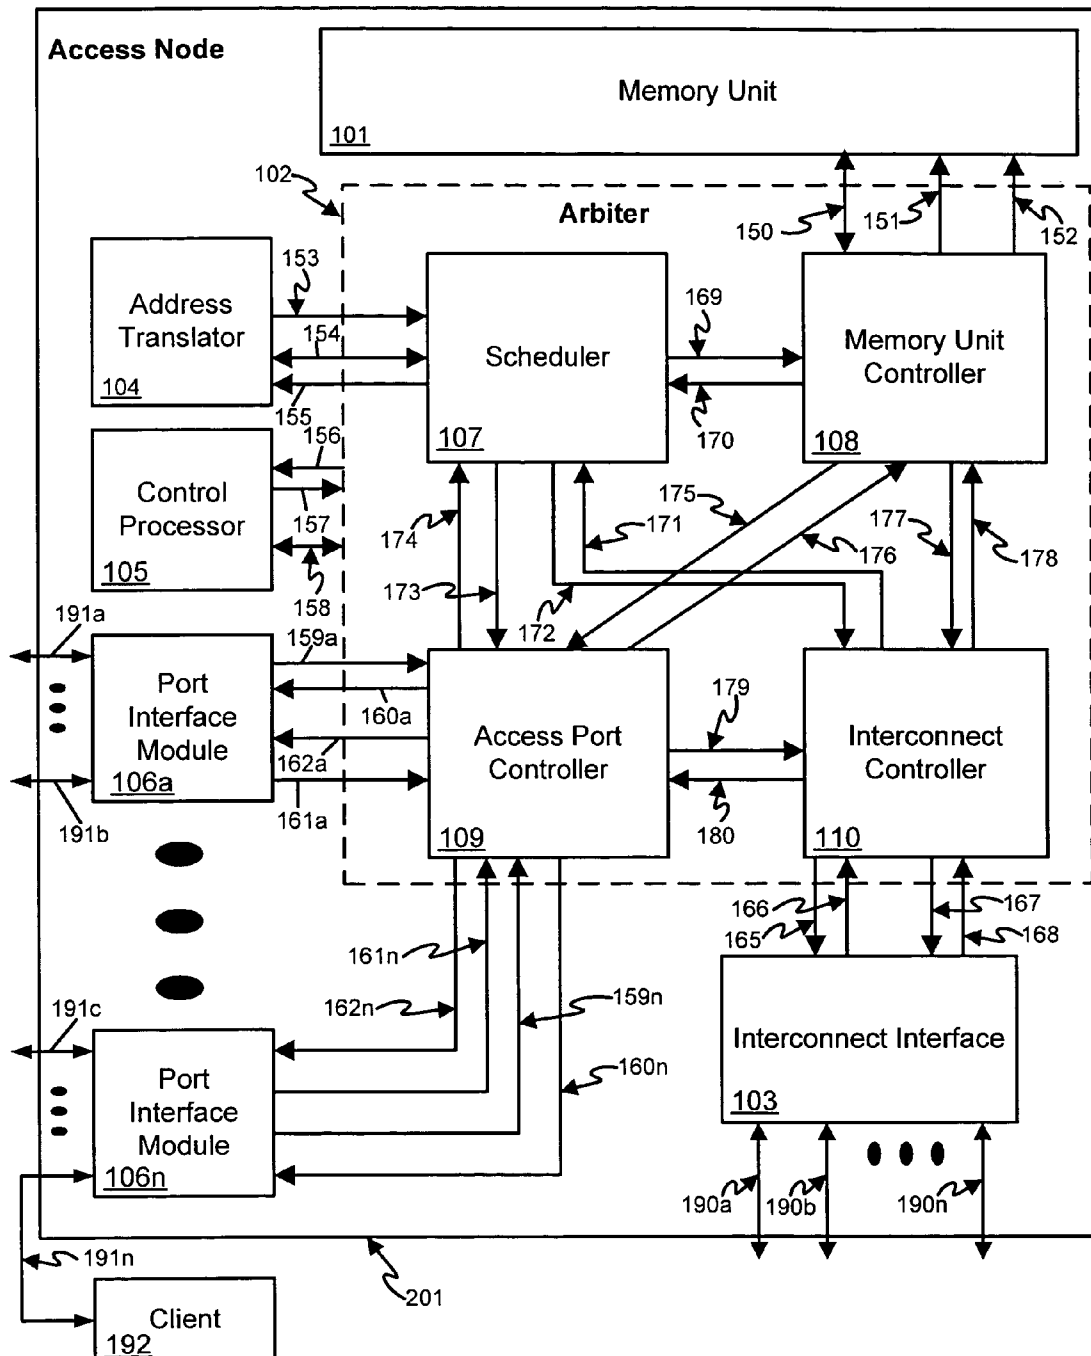 Access Node
Memory Unit
101
102
Arbiter
150
151
152
153
Address
Translator
154
104
155
Scheduler
107
169
170
Memory Unit
Controller
108
156
Control
Processor
157
105
158
174
173
175
171
172
176
177
178
191a
159a
Port
Interface
Module
160a
162a
106a
161a
191b
Access Port
Controller
109
179
180
Interconnect
Controller
110
166
165
167
168
161n
162n
159n
160n
191c
Port
Interface
Module
106n
Interconnect Interface
103
190a
190b
190n
191n
201
Client
192